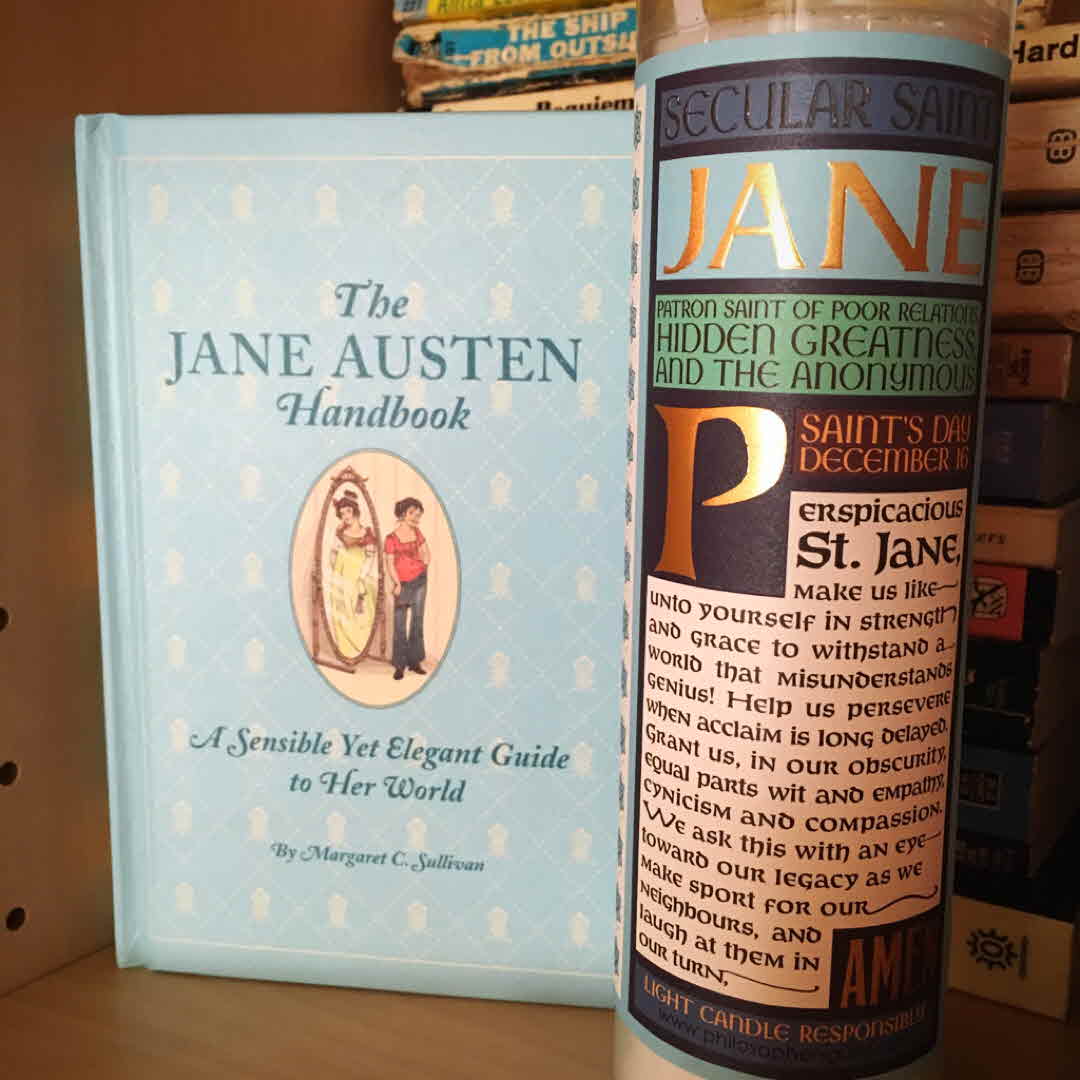 THE SHIP
FROM OUTSI
Requiem
Hard
The
JANE AUSTEN
Handbook
A Sensible Yet Elegant Guide
to Her World
By Margaret C. Sullivan
SECULAR SAINT
JANE
PATRON SAINT OF POOR RELATIONS,
HIDDEN GREATNESS,
AND THE ANONYMOUS
SAINT'S DAY
DECEMBER 16
PERSPICACIOUS
ST. JANE,
MAKE US LIKE
UNTO YOURSELF IN STRENGTH
AND GRACE TO WITHSTAND A
WORLD THAT MISUNDERSTANDS
GENIUS! HELP US PERSEVERE
WHEN ACCLAIM IS LONG DELAYED.
GRANT US, IN OUR OBSCURITY,
EQUAL PARTS WIT AND EMPATHY,
CYNICISM AND COMPASSION.
WE ASK THIS WITH AN EYE
TOWARD OUR LEGACY AS WE
MAKE SPORT FOR OUR
NEIGHBOURS, AND
LAUGH AT THEM IN
OUR TURN,
AMEN
LIGHT CANDLE RESPONSIBLY